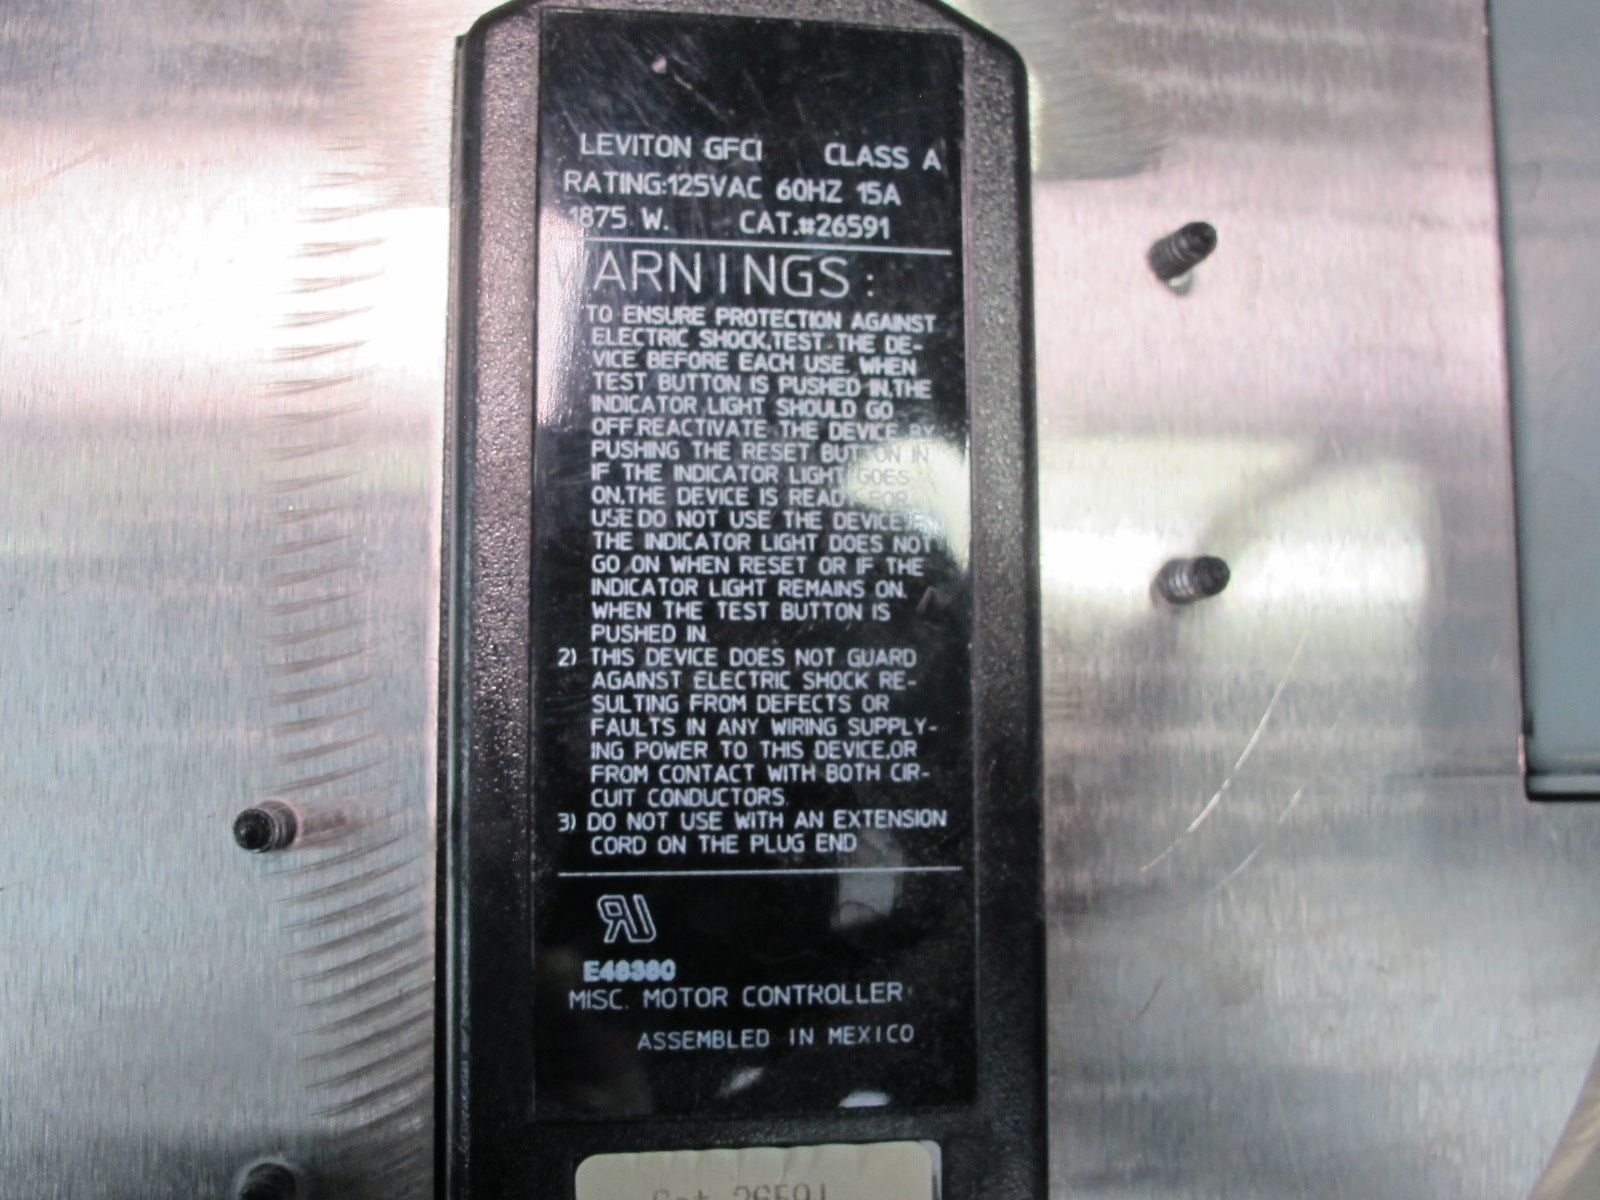 LEVITON GFCI CLASS A
RATING:125VAC 60HZ 15A
1875 W. CAT.#26591
WARNINGS:
TO ENSURE PROTECTION AGAINST
ELECTRIC SHOCK,TEST THE DE-
VICE BEFORE EACH USE. WHEN
TEST BUTTON IS PUSHED IN,THE
INDICATOR LIGHT SHOULD GO
OFF.REACTIVATE THE DEVICE BY
PUSHING THE RESET BUTTON IN
IF THE INDICATOR LIGHT GOES
ON,THE DEVICE IS READY FOR
USE.DO NOT USE THE DEVICE,
THE INDICATOR LIGHT DOES NOT
GO ON WHEN RESET OR IF THE
INDICATOR LIGHT REMAINS ON.
WHEN THE TEST BUTTON IS
PUSHED IN.
2) THIS DEVICE DOES NOT GUARD
AGAINST ELECTRIC SHOCK RE-
SULTING FROM DEFECTS OR
FAULTS IN ANY WIRING SUPPLY-
ING POWER TO THIS DEVICE,OR
FROM CONTACT WITH BOTH CIR-
CUIT CONDUCTORS.
3) DO NOT USE WITH AN EXTENSION
CORD ON THE PLUG END
RU
E48380
MISC. MOTOR CONTROLLER
ASSEMBLED IN MEXICO
Cat 26591